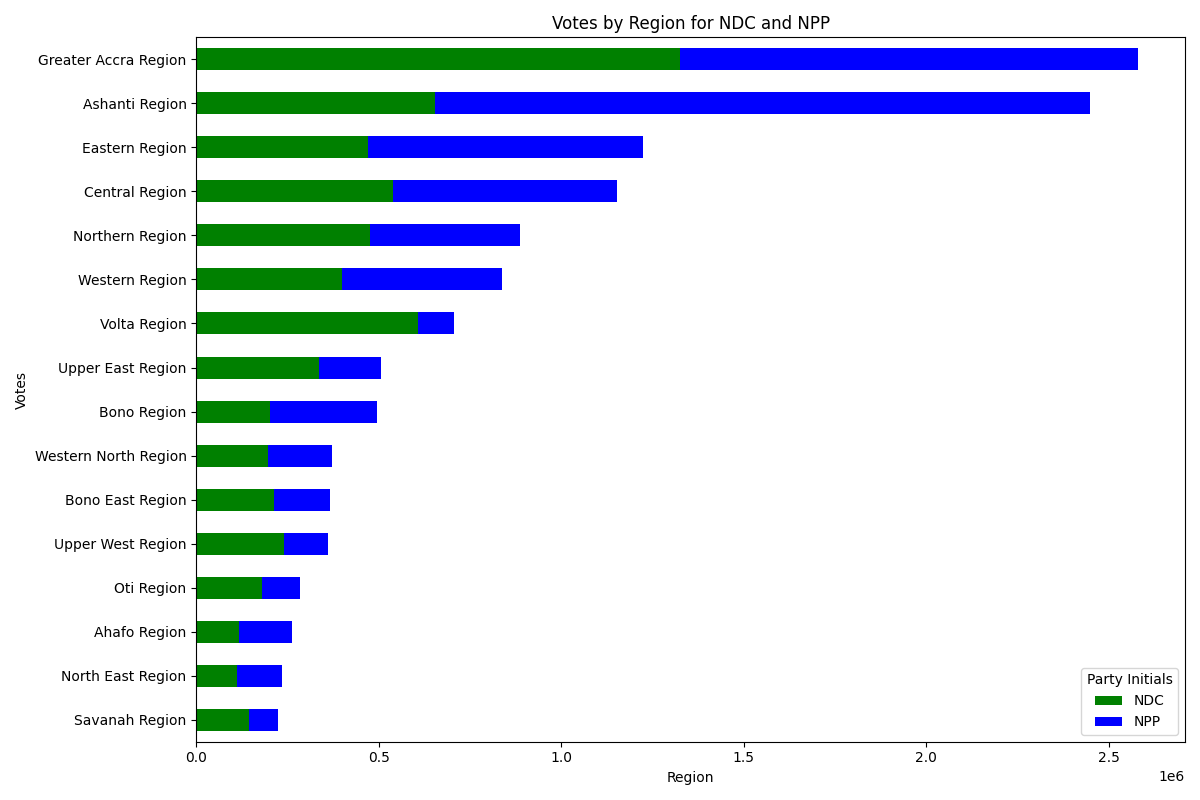 Votes by Region for NDC and NPP
Greater Accra Region
Ashanti Region
Eastern Region
Central Region
Northern Region
Western Region
Volta Region
Upper East Region
Bono Region
Western North Region
Bono East Region
Upper West Region
Oti Region
Ahafo Region
North East Region
Savanah Region
Votes
Party Initials
NDC
NPP
0.0 0.5 1.0 1.5 2.0 2.5
1e6
Region